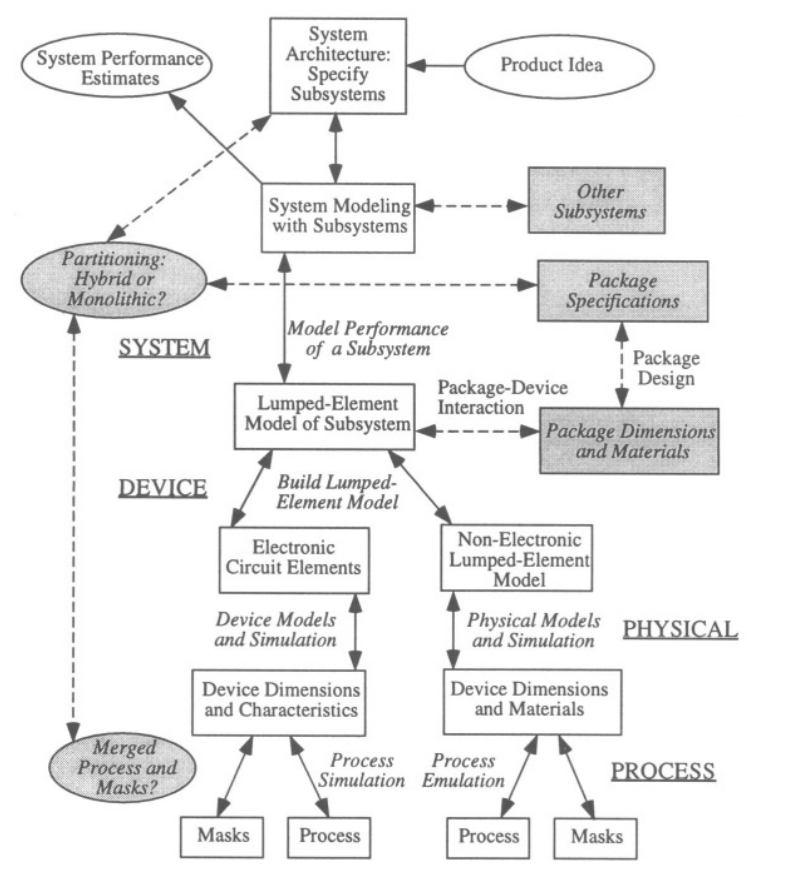 System Performance
Estimates
System
Architecture:
Specify
Subsystems
Product Idea
System Modeling
with Subsystems
Other
Subsystems
Partitioning:
Hybrid or
Monolithic?
Package
Specifications
SYSTEM
Model Performance
of a Subsystem
Package
Design
Lumped-Element
Model of Subsystem
Package-Device
Interaction
Package Dimensions
and Materials
DEVICE
Build Lumped-
Element Model
Electronic
Circuit Elements
Non-Electronic
Lumped-Element
Model
Device Models
and Simulation
Physical Models
and Simulation
PHYSICAL
Device Dimensions
and Characteristics
Device Dimensions
and Materials
Merged
Process and
Masks?
Process
Simulation
Process
Emulation
PROCESS
Masks
Process
Process
Masks